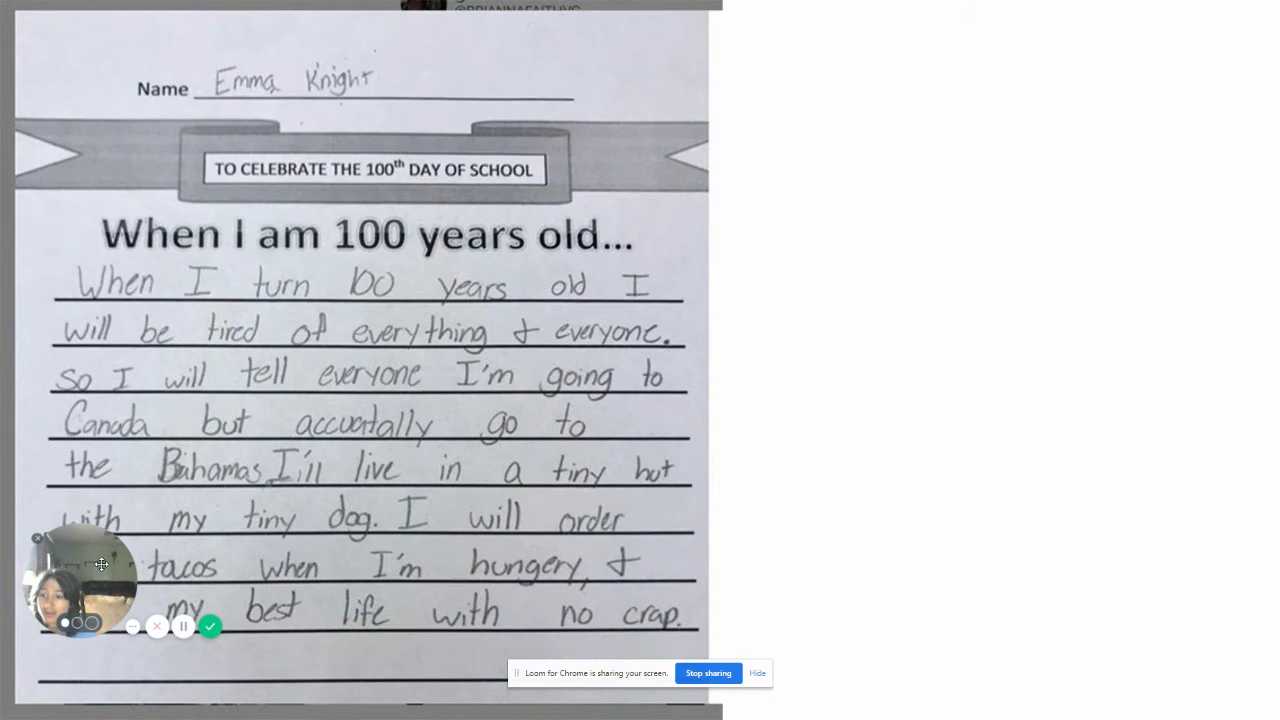 @BRIANNAFAITHVG
Name Emma Knight
TO CELEBRATE THE 100th DAY OF SCHOOL
When I am 100 years old...
When I turn 100 years old I
will be tired of everything & everyone.
So I will tell everyone I'm going to
Canada but accuatally go to
the Bahamas, I'll live in a tiny hut
with my tiny dog. I will order
tacos when I'm hungery, &
my best life with no crap.
Loom for Chrome is sharing your screen. Stop sharing Hide